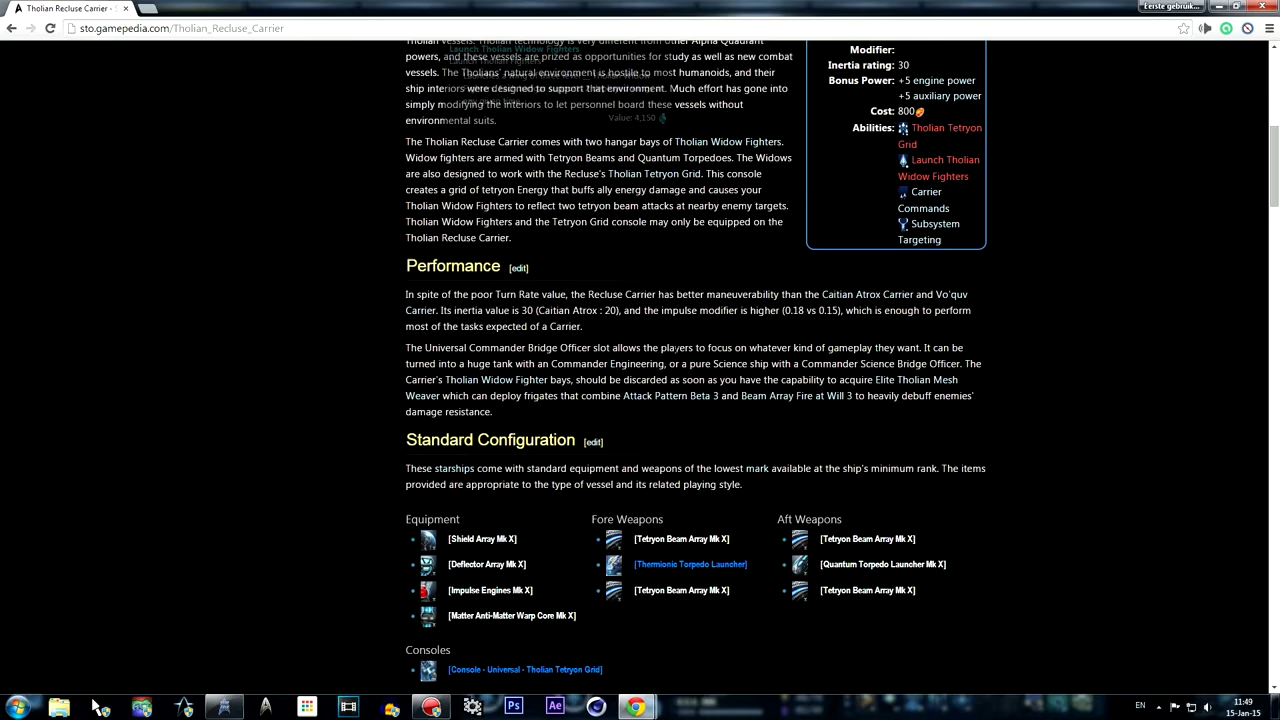 Tholian Recluse Carrier - S
Eerste gebruik...
sto.gamepedia.com/Tholian_Recluse_Carrier
Tholian vessels. Tholian technology is very different from other Alpha Quadrant
powers, and these vessels are prized as opportunities for study as well as new combat
vessels. The Tholians' natural environment is hostile to most humanoids, and their
ship interiors were designed to support that environment. Much effort has gone into
simply modifying the interiors to let personnel board these vessels without
environmental suits.
Launch Tholian Widow Fighters
Value: 4,150
The Tholian Recluse Carrier comes with two hangar bays of Tholian Widow Fighters.
Widow fighters are armed with Tetryon Beams and Quantum Torpedoes. The Widows
are also designed to work with the Recluse's Tholian Tetryon Grid. This console
creates a grid of tetryon Energy that buffs ally energy damage and causes your
Tholian Widow Fighters to reflect two tetryon beam attacks at nearby enemy targets.
Tholian Widow Fighters and the Tetryon Grid console may only be equipped on the
Tholian Recluse Carrier.
Modifier:
Inertia rating: 30
Bonus Power: +5 engine power
+5 auxiliary power
Cost: 800
Abilities: Tholian Tetryon
Grid
Launch Tholian
Widow Fighters
Carrier
Commands
Subsystem
Targeting
Performance [edit]
In spite of the poor Turn Rate value, the Recluse Carrier has better maneuverability than the Caitian Atrox Carrier and Vo'quv
Carrier. Its inertia value is 30 (Caitian Atrox : 20), and the impulse modifier is higher (0.18 vs 0.15), which is enough to perform
most of the tasks expected of a Carrier.
The Universal Commander Bridge Officer slot allows the players to focus on whatever kind of gameplay they want. It can be
turned into a huge tank with an Commander Engineering, or a pure Science ship with a Commander Science Bridge Officer. The
Carrier's Tholian Widow Fighter bays, should be discarded as soon as you have the capability to acquire Elite Tholian Mesh
Weaver which can deploy frigates that combine Attack Pattern Beta 3 and Beam Array Fire at Will 3 to heavily debuff enemies'
damage resistance.
Standard Configuration [edit]
These starships come with standard equipment and weapons of the lowest mark available at the ship's minimum rank. The items
provided are appropriate to the type of vessel and its related playing style.
Equipment
[Shield Array Mk X]
[Deflector Array Mk X]
[Impulse Engines Mk X]
[Matter Anti-Matter Warp Core Mk X]
Fore Weapons
[Tetryon Beam Array Mk X]
[Thermionic Torpedo Launcher]
[Tetryon Beam Array Mk X]
Aft Weapons
[Tetryon Beam Array Mk X]
[Quantum Torpedo Launcher Mk X]
[Tetryon Beam Array Mk X]
Consoles
[Console - Universal - Tholian Tetryon Grid]
Ps
Ae
EN
11:49
15-Jan-15